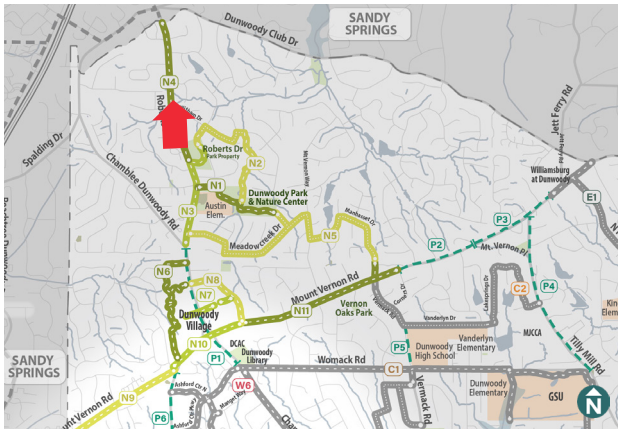 SANDY
SPRINGS
Dunwoody Club Dr
N4
Jett Ferry Rd
Spalding Dr
Chamblee Dunwoody Rd
Roberts Dr
Park Property
N2
Williamsburg
at Dunwoody
N1
Dunwoody Park
& Nature Center
E1
Austin
Elem.
N3
Manhasset
P3
Meadowcreek Dr
N5
P2
Mt. Vernon Pl
N6
N8
Mount Vernon Rd
P4
N7
C2
Vernon
Oaks Park
N11
Dunwoody
Village
Vanderlyn Dr
Vanderlyn
Elementary
MJCCA
N10
DCAC
P5
Dunwoody
High School
SANDY
SPRINGS
P1
Dunwoody
Library
Womack Rd
C1
Tilly Mill Rd
Ashford Ctr N
W6
Vermack Rd
Dunwoody
Elementary
GSU
N
N9
P6